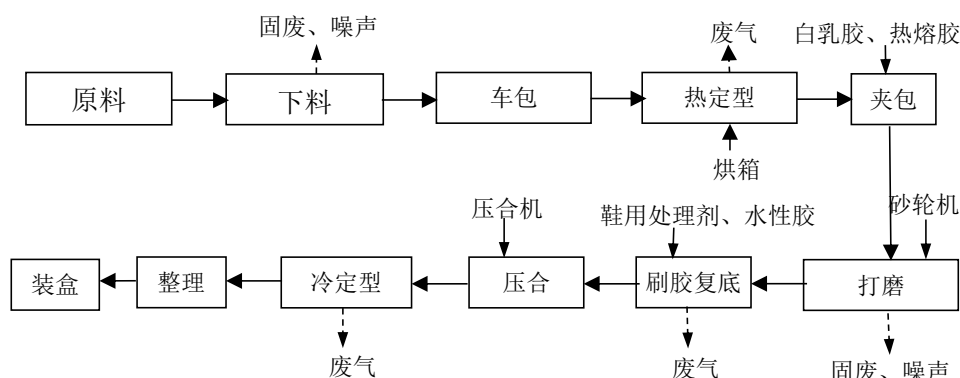 固废、噪声
废气
白乳胶、热熔胶
原料
下料
车包
热定型
夹包
烘箱
压合机
鞋用处理剂、水性胶
砂轮机
装盒
整理
冷定型
压合
刷胶复底
打磨
废气
废气
固废、噪声